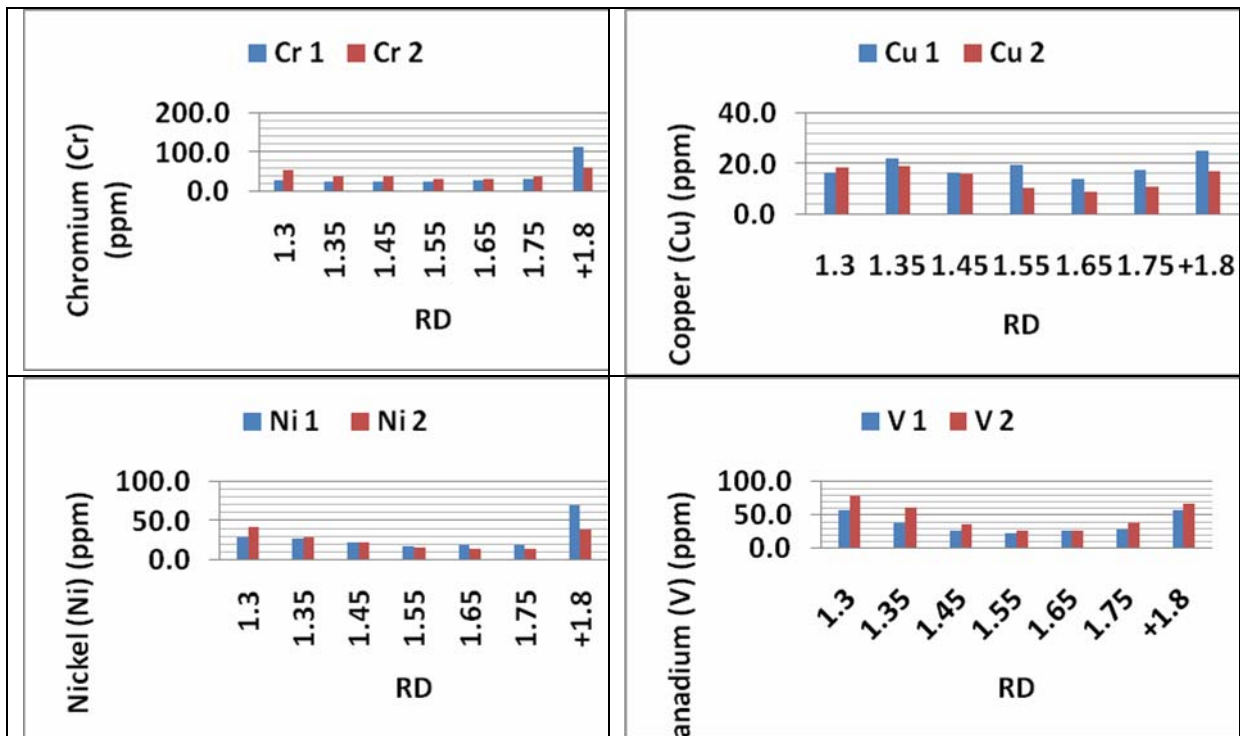 Cr 1 Cr 2
Chromium (Cr)
(ppm)
200.0
100.0
0.0
1.3 1.35 1.45 1.55 1.65 1.75 +1.8
RD
Cu 1 Cu 2
Copper (Cu) (ppm)
40.0
20.0
0.0
1.3 1.35 1.45 1.55 1.65 1.75 +1.8
RD
Ni 1 Ni 2
Nickel (Ni) (ppm)
100.0
50.0
0.0
1.3 1.35 1.45 1.55 1.65 1.75 +1.8
RD
V 1 V 2
anadium (V) (ppm)
100.0
50.0
0.0
1.3 1.35 1.45 1.55 1.65 1.75 +1.8
RD